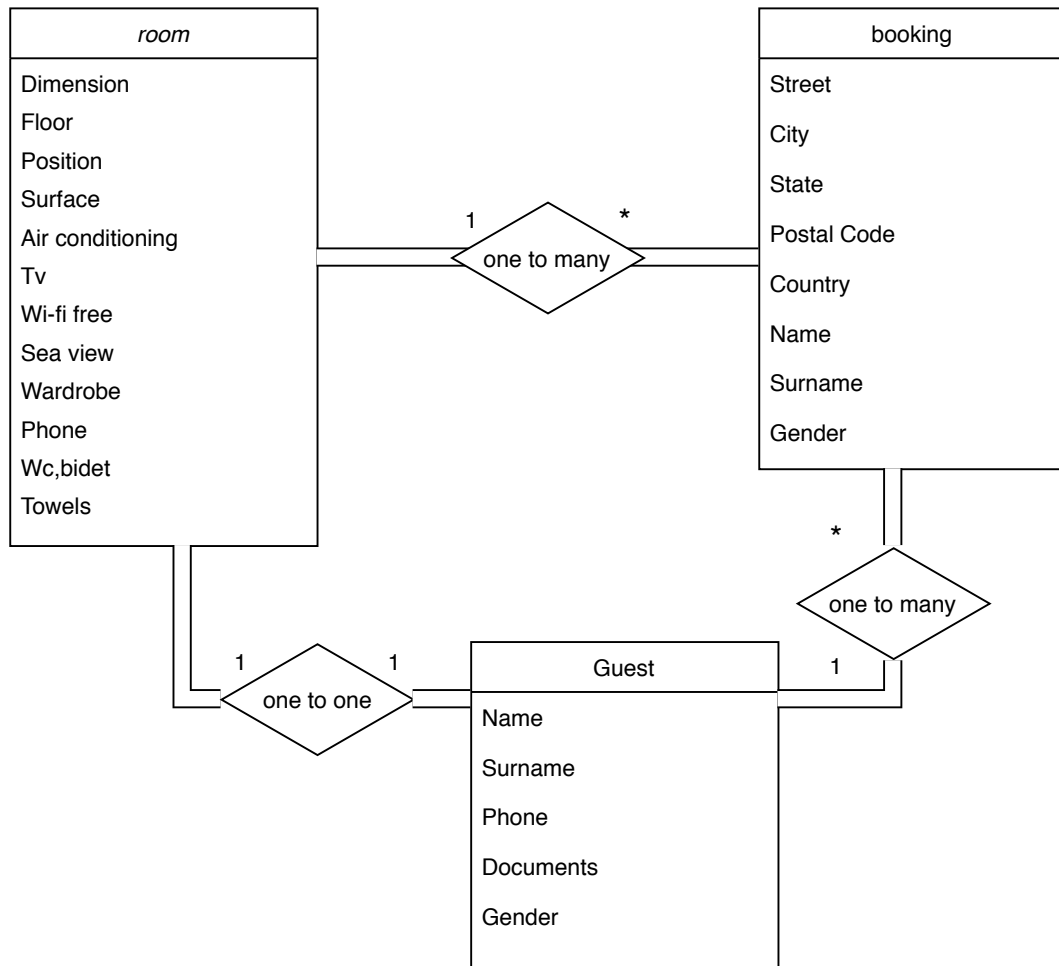 room
Dimension
Floor
Position
Surface
Air conditioning
Tv
Wi-fi free
Sea view
Wardrobe
Phone
Wc,bidet
Towels
1
one to many
*
booking
Street
City
State
Postal Code
Country
Name
Surname
Gender
*
one to many
1
1
one to one
1
Guest
Name
Surname
Phone
Documents
Gender